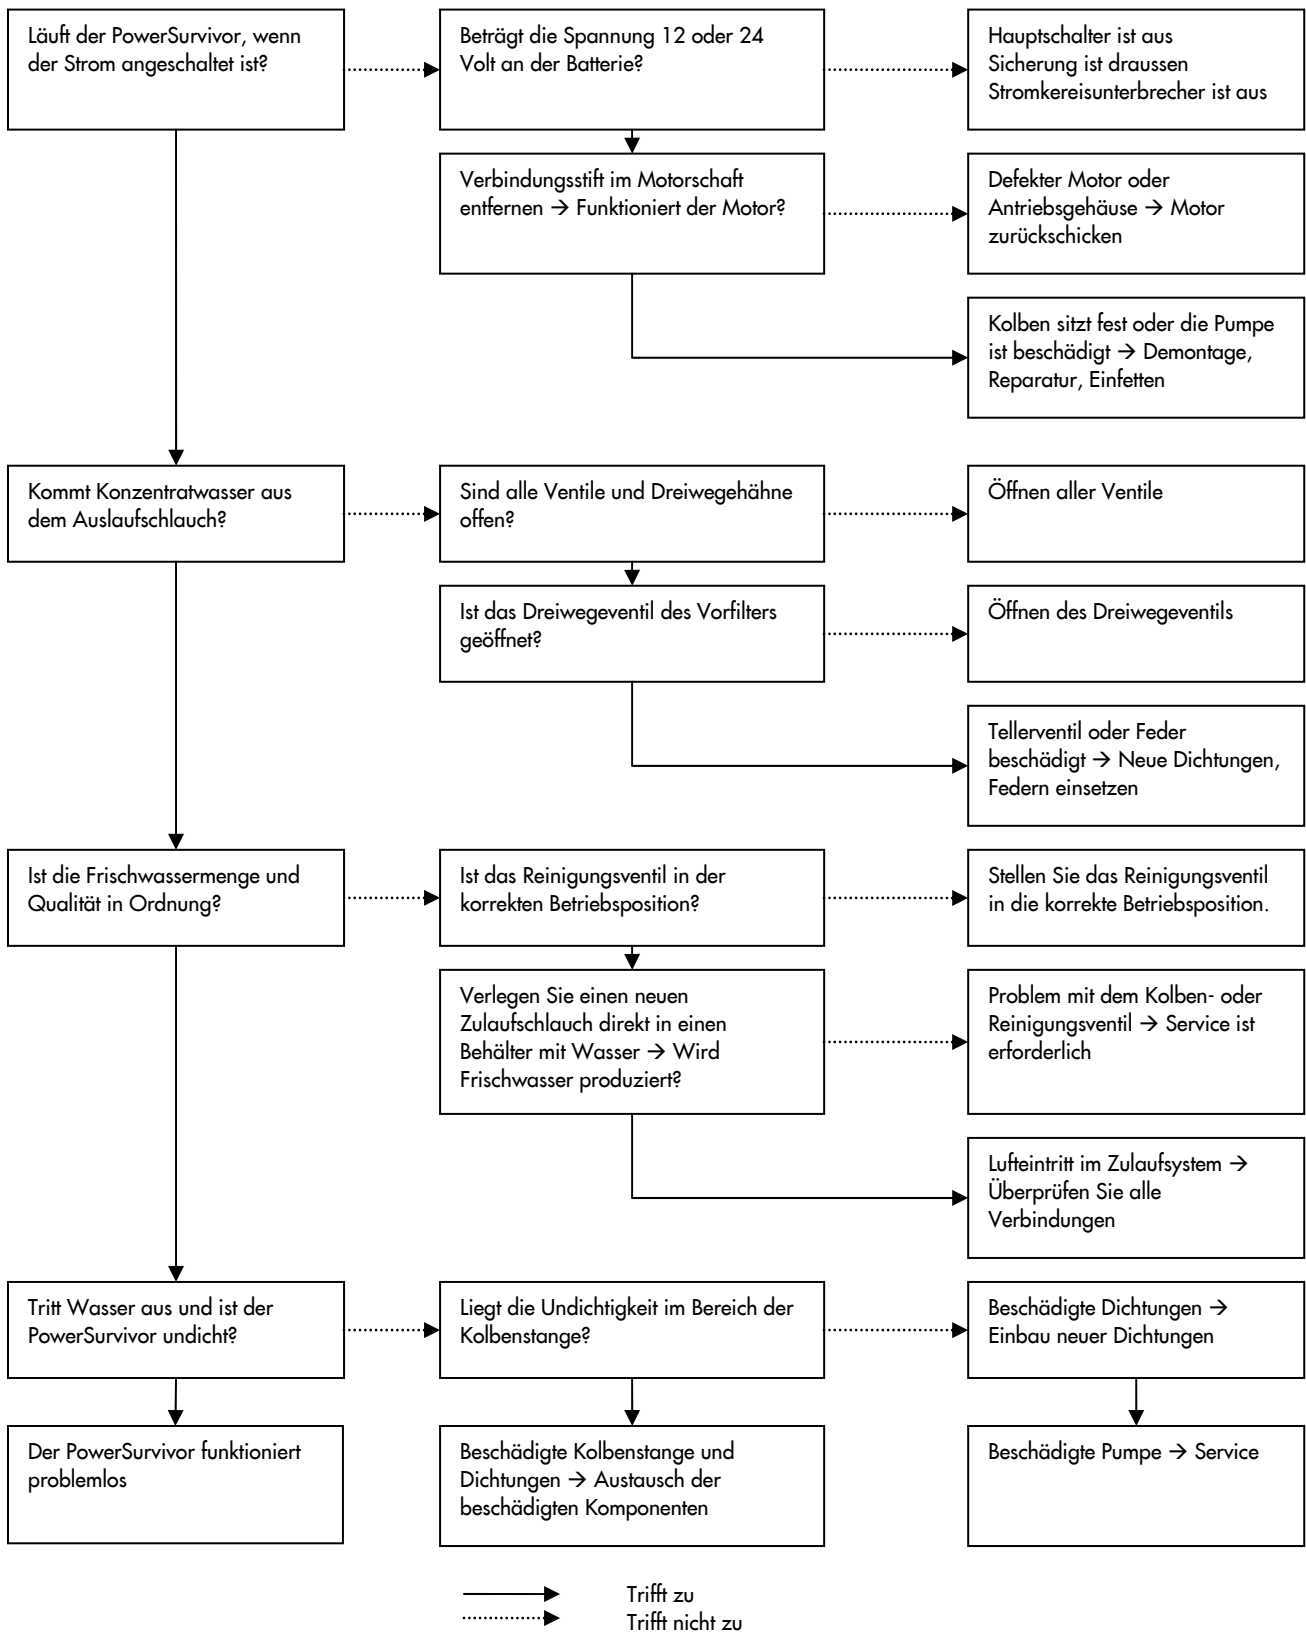 Läuft der PowerSurvivor, wenn
der Strom angeschaltet ist?
Beträgt die Spannung 12 oder 24
Volt an der Batterie?
Hauptschalter ist aus
Sicherung ist draussen
Stromkereisunterbrecher ist aus
Verbindungsstift im Motorschaft
entfernen → Funktioniert der Motor?
Defekter Motor oder
Antriebsgehäuse → Motor
zurückschicken
Kolben sitzt fest oder die Pumpe
ist beschädigt → Demontage,
Reparatur, Einfetten
Kommt Konzentratwasser aus
dem Auslaufschlauch?
Sind alle Ventile und Dreiwegehähne
offen?
Öffnen aller Ventile
Ist das Dreiwegeventil des Vorfilters
geöffnet?
Öffnen des Dreiwegeventils
Tellerventil oder Feder
beschädigt → Neue Dichtungen,
Federn einsetzen
Ist die Frischwassermenge und
Qualität in Ordnung?
Ist das Reinigungsventil in der
korrekten Betriebsposition?
Stellen Sie das Reinigungsventil
in die korrekte Betriebsposition.
Verlegen Sie einen neuen
Zulaufschlauch direkt in einen
Behälter mit Wasser → Wird
Frischwasser produziert?
Problem mit dem Kolben- oder
Reinigungsventil → Service ist
erforderlich
Lufteintritt im Zulaufsystem →
Überprüfen Sie alle
Verbindungen
Tritt Wasser aus und ist der
PowerSurvivor undicht?
Liegt die Undichtigkeit im Bereich der
Kolbenstange?
Beschädigte Dichtungen →
Einbau neuer Dichtungen
Der PowerSurvivor funktioniert
problemlos
Beschädigte Kolbenstange und
Dichtungen → Austausch der
beschädigten Komponenten
Beschädigte Pumpe → Service
Trifft zu
Trifft nicht zu